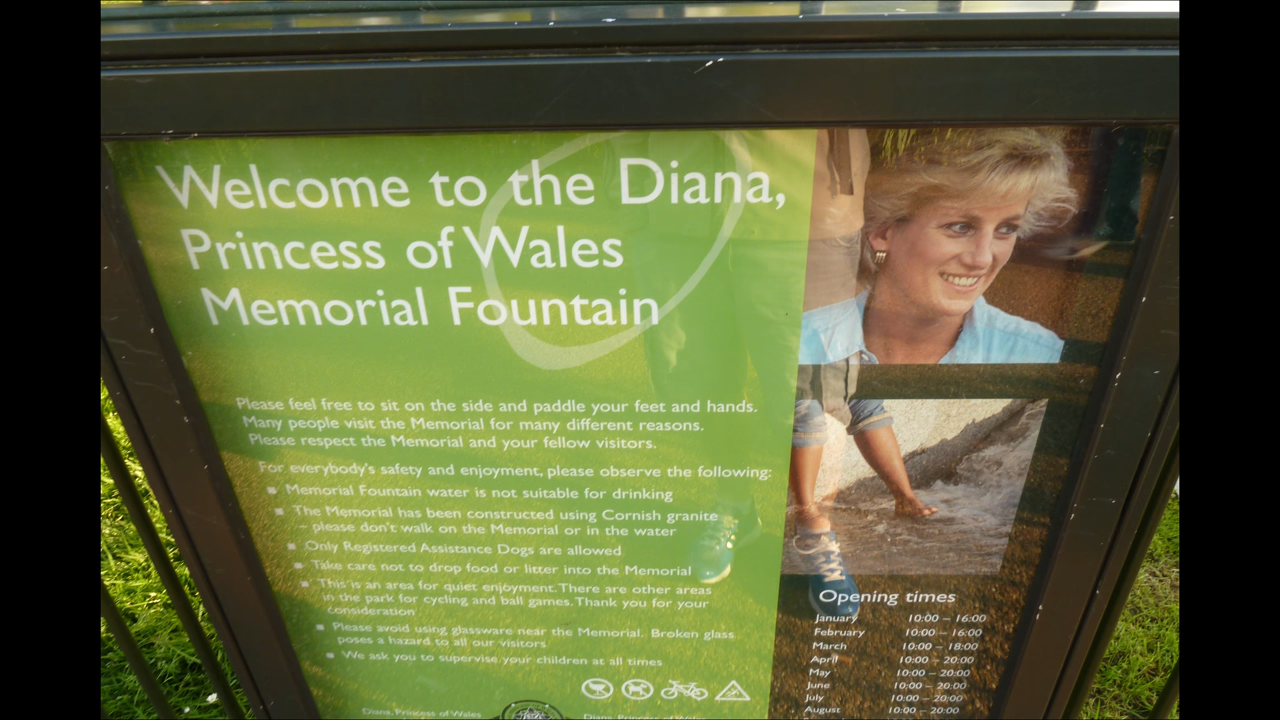 Welcome to the Diana,
Princess of Wales
Memorial Fountain
Please feel free to sit on the side and paddle your feet and hands.
Many people visit the Memorial for many different reasons.
Please respect the Memorial and your fellow visitors.
For everybody's safety and enjoyment, please observe the following:
Memorial Fountain water is not suitable for drinking
The Memorial has been constructed using Cornish granite
– please don't walk on the Memorial or in the water
Only Registered Assistance Dogs are allowed
Take care not to drop food or litter into the Memorial
This is an area for quiet enjoyment. There are other areas
in the park for cycling and ball games. Thank you for your
consideration
Please avoid using glassware near the Memorial. Broken glass
poses a hazard to all our visitors
We ask you to supervise your children at all times
Diana, Princess of Wales
Diana, Princess of Wales
Opening times
January 10:00 – 16:00
February 10:00 – 16:00
March 10:00 – 18:00
April 10:00 – 20:00
May 10:00 – 20:00
June 10:00 – 20:00
July 10:00 – 20:00
August 10:00 – 20:00